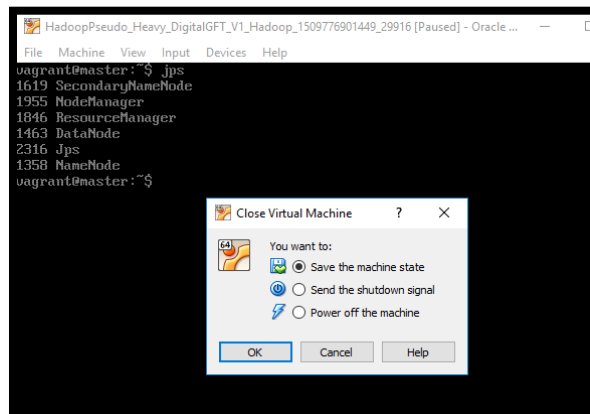 HadoopPseudo_Heavy_DigitalGFT_V1_Hadoop_1509776901449_29916 [Paused] - Oracle ...
File Machine View Input Devices Help
vagrant@master:~$ jps
1619 SecondaryNameNode
1955 NodeManager
1846 ResourceManager
1463 DataNode
2316 Jps
1358 NameNode
vagrant@master:~$
Close Virtual Machine ? X
64
You want to:
Save the machine state
Send the shutdown signal
Power off the machine
OK Cancel Help